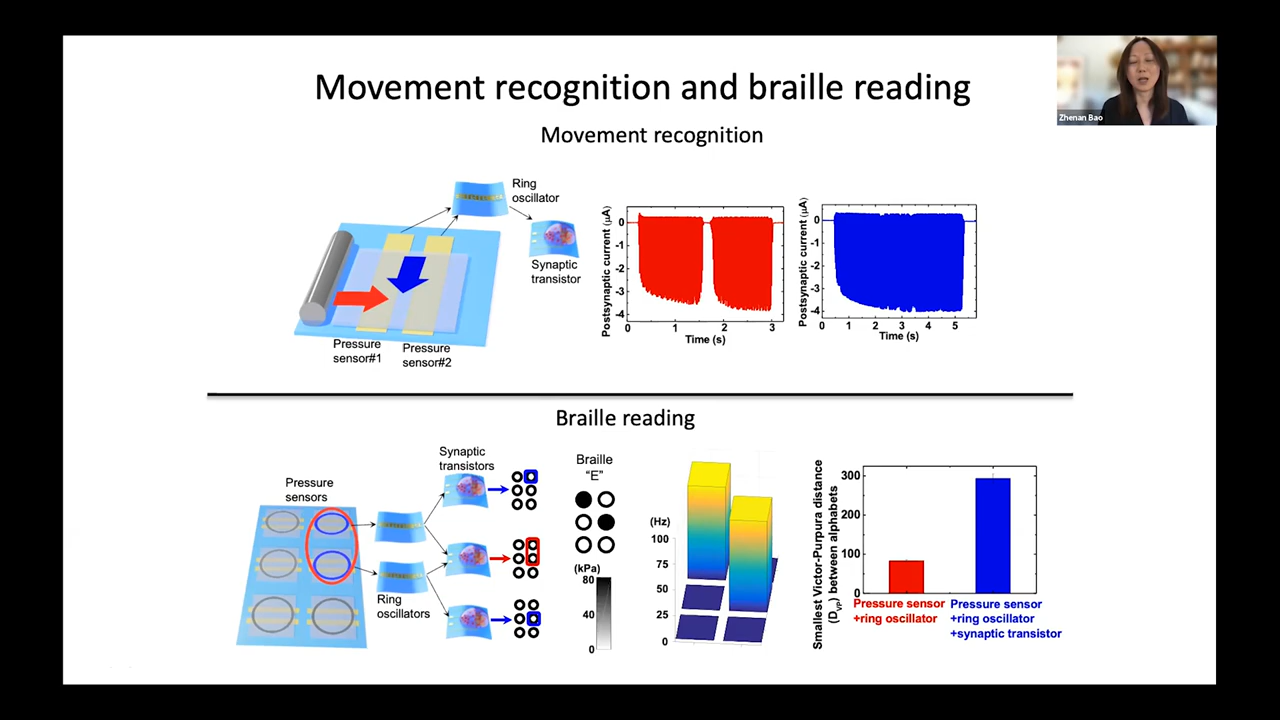 Movement recognition and braille reading
Zhenan Bao
Movement recognition
Ring
oscillator
Synaptic
transistor
Pressure
sensor#1
Pressure
sensor#2
Postsynaptic current (µA)
0
-1
-2
-3
-4
0
1
2
3
Time (s)
Postsynaptic current (µA)
0
-1
-2
-3
-4
0
1
2
3
4
5
Time (s)
Braille reading
Pressure
sensors
Synaptic
transistors
Ring
oscillators
Braille
“E”
(kPa)
80
40
0
(Hz)
100
75
50
25
0
Smallest Victor-Purpura distance
(DVP) between alphabets
300
200
100
0
Pressure sensor
+ring oscillator
Pressure sensor
+ring oscillator
+synaptic transistor